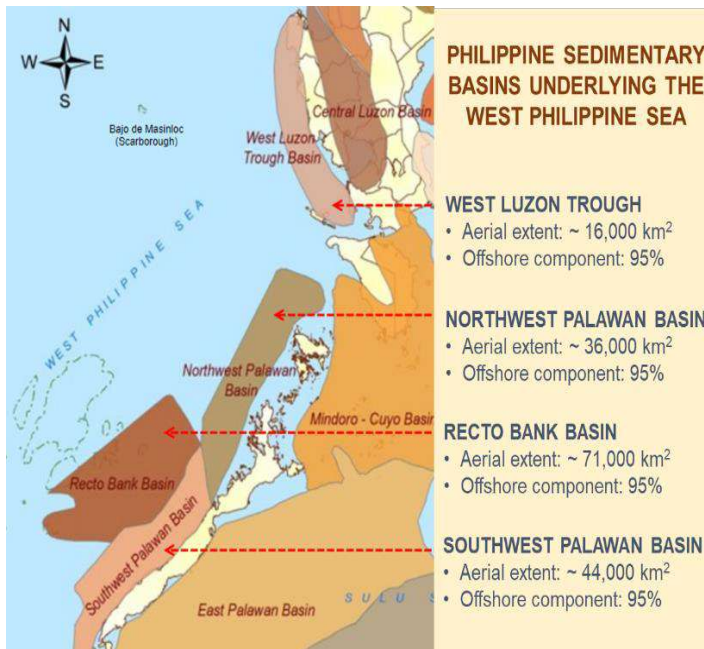 N
W E
S
Bajo de Masinloc
(Scarborough)
WEST PHILIPPINE SEA
Central Luzon Basin
West Luzon
Trough Basin
Northwest Palawan
Basin
Mindoro - Cuyo Basin
Recto Bank Basin
Southwest Palawan Basin
East Palawan Basin
SULU S
PHILIPPINE SEDIMENTARY
BASINS UNDERLYING THE
WEST PHILIPPINE SEA
WEST LUZON TROUGH
• Aerial extent: ~ 16,000 km²
• Offshore component: 95%
NORTHWEST PALAWAN BASIN
• Aerial extent: ~ 36,000 km²
• Offshore component: 95%
RECTO BANK BASIN
• Aerial extent: ~ 71,000 km²
• Offshore component: 95%
SOUTHWEST PALAWAN BASIN
• Aerial extent: ~ 44,000 km²
• Offshore component: 95%